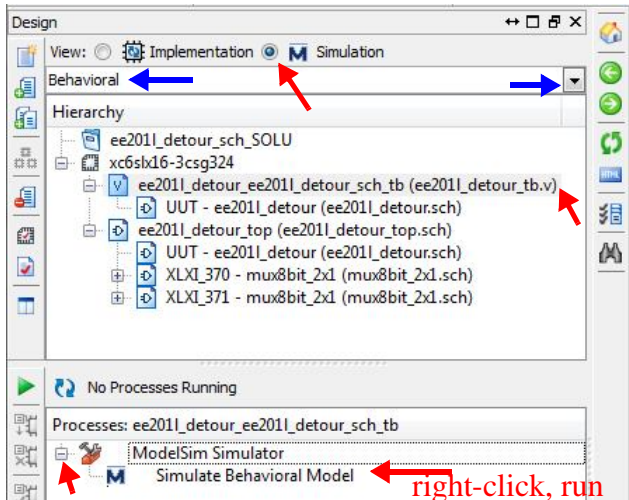 Design
View: Implementation M Simulation
Behavioral
Hierarchy
ee201l_detour_sch_SOLU
xc6slx16-3csg324
V ee201l_detour_ee201l_detour_sch_tb (ee201l_detour_tb.v)
UUT - ee201l_detour (ee201l_detour.sch)
ee201l_detour_top (ee201l_detour_top.sch)
UUT - ee201l_detour (ee201l_detour.sch)
XLXI_370 - mux8bit_2x1 (mux8bit_2x1.sch)
XLXI_371 - mux8bit_2x1 (mux8bit_2x1.sch)
No Processes Running
Processes: ee201l_detour_ee201l_detour_sch_tb
ModelSim Simulator
M Simulate Behavioral Model
right-click, run